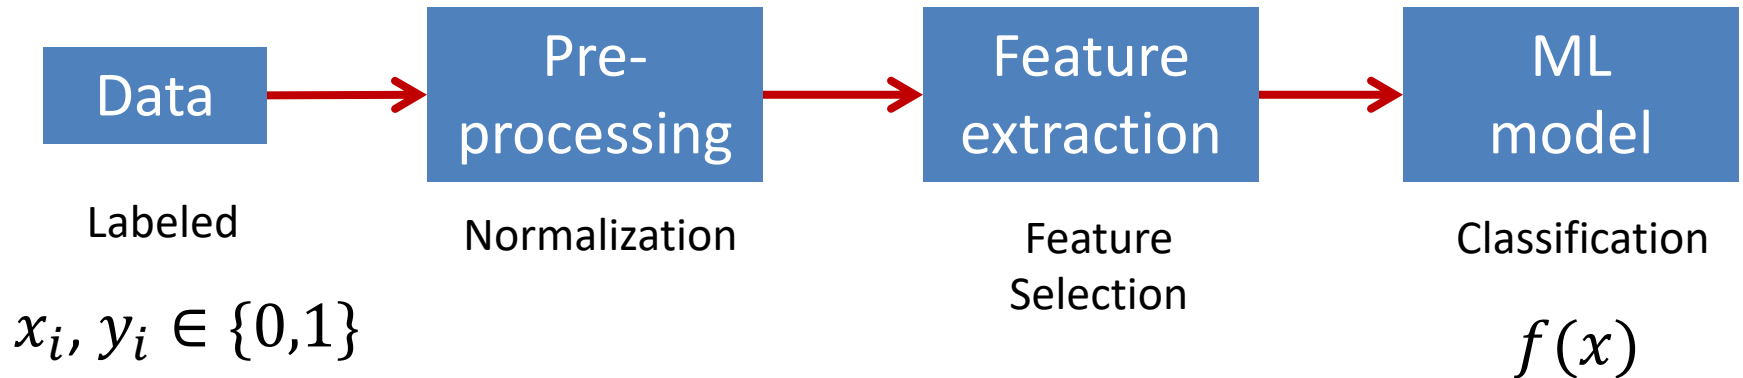 Data
Pre-
processing
Feature
extraction
ML
model
Labeled
Normalization
Feature
Selection
Classification
xᵢ, yᵢ ∈ {0,1}
f(x)